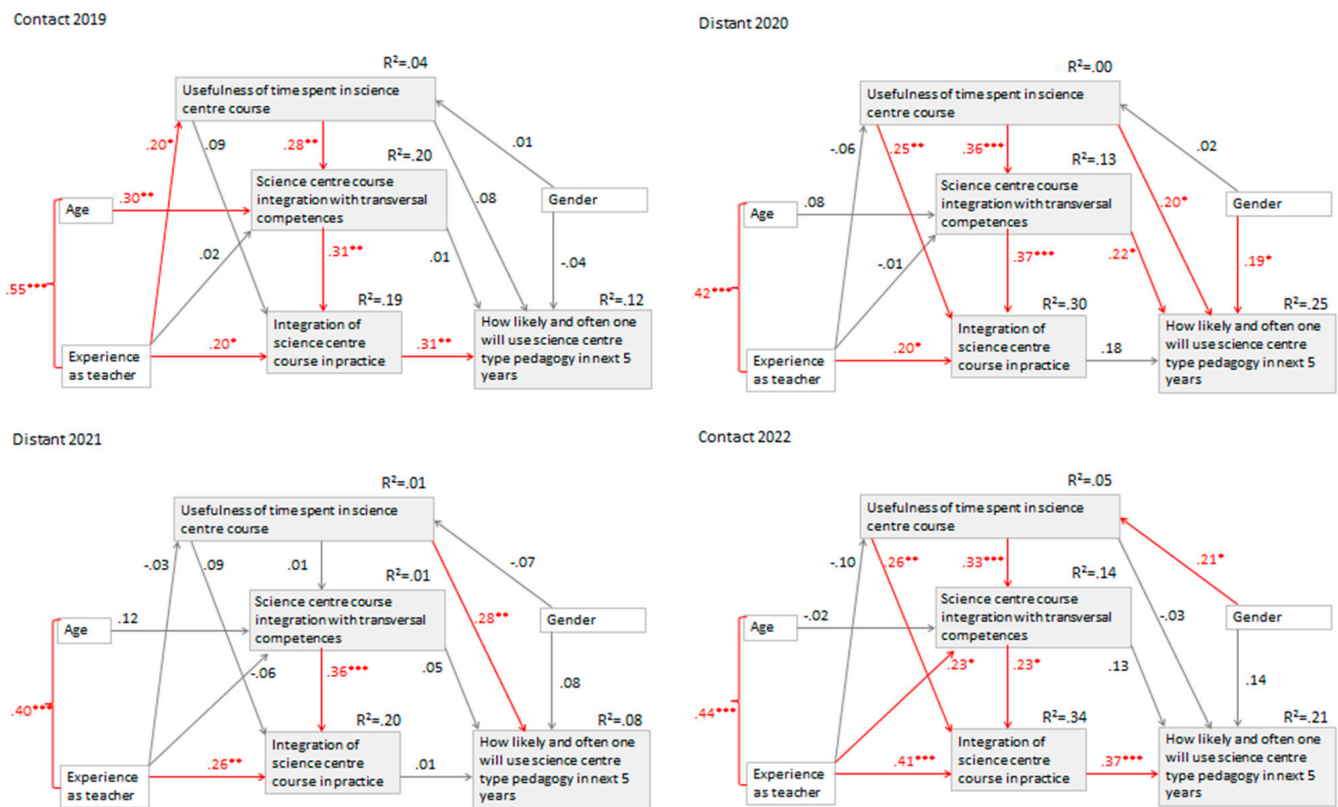 Contact 2019
R²=.04
Usefulness of time spent in science
centre course
.20*
.09
.28**
R²=.20
.01
Age
.30**
Science centre course
integration with transversal
competences
.08
Gender
.02
.31**
.01
-.04
.55***
R²=.19
R²=.12
Experience
as teacher
.20*
Integration of
science centre
course in practice
.31**
How likely and often one
will use science centre
type pedagogy in next 5
years
Distant 2020
R²=.00
Usefulness of time spent in science
centre course
-.06
.25**
.36***
R²=.13
.02
Age
.08
Science centre course
integration with transversal
competences
.20*
Gender
-.01
.37***
.22*
.19*
.42***
R²=.30
R²=.25
Experience
as teacher
.20*
Integration of
science centre
course in practice
.18
How likely and often one
will use science centre
type pedagogy in next 5
years
Distant 2021
R²=.01
Usefulness of time spent in science
centre course
-.03
.09
.01
R²=.01
-.07
Age
.12
Science centre course
integration with transversal
competences
.28**
Gender
-.06
.36***
.05
.08
.40***
R²=.20
R²=.08
Experience
as teacher
.26**
Integration of
science centre
course in practice
.01
How likely and often one
will use science centre
type pedagogy in next 5
years
Contact 2022
R²=.05
Usefulness of time spent in science
centre course
-.10
.26**
.33***
R²=.14
.21*
Age
-.02
Science centre course
integration with transversal
competences
-.03
Gender
.23*
.23*
.13
.14
.44***
R²=.34
R²=.21
Experience
as teacher
.41***
Integration of
science centre
course in practice
.37***
How likely and often one
will use science centre
type pedagogy in next 5
years